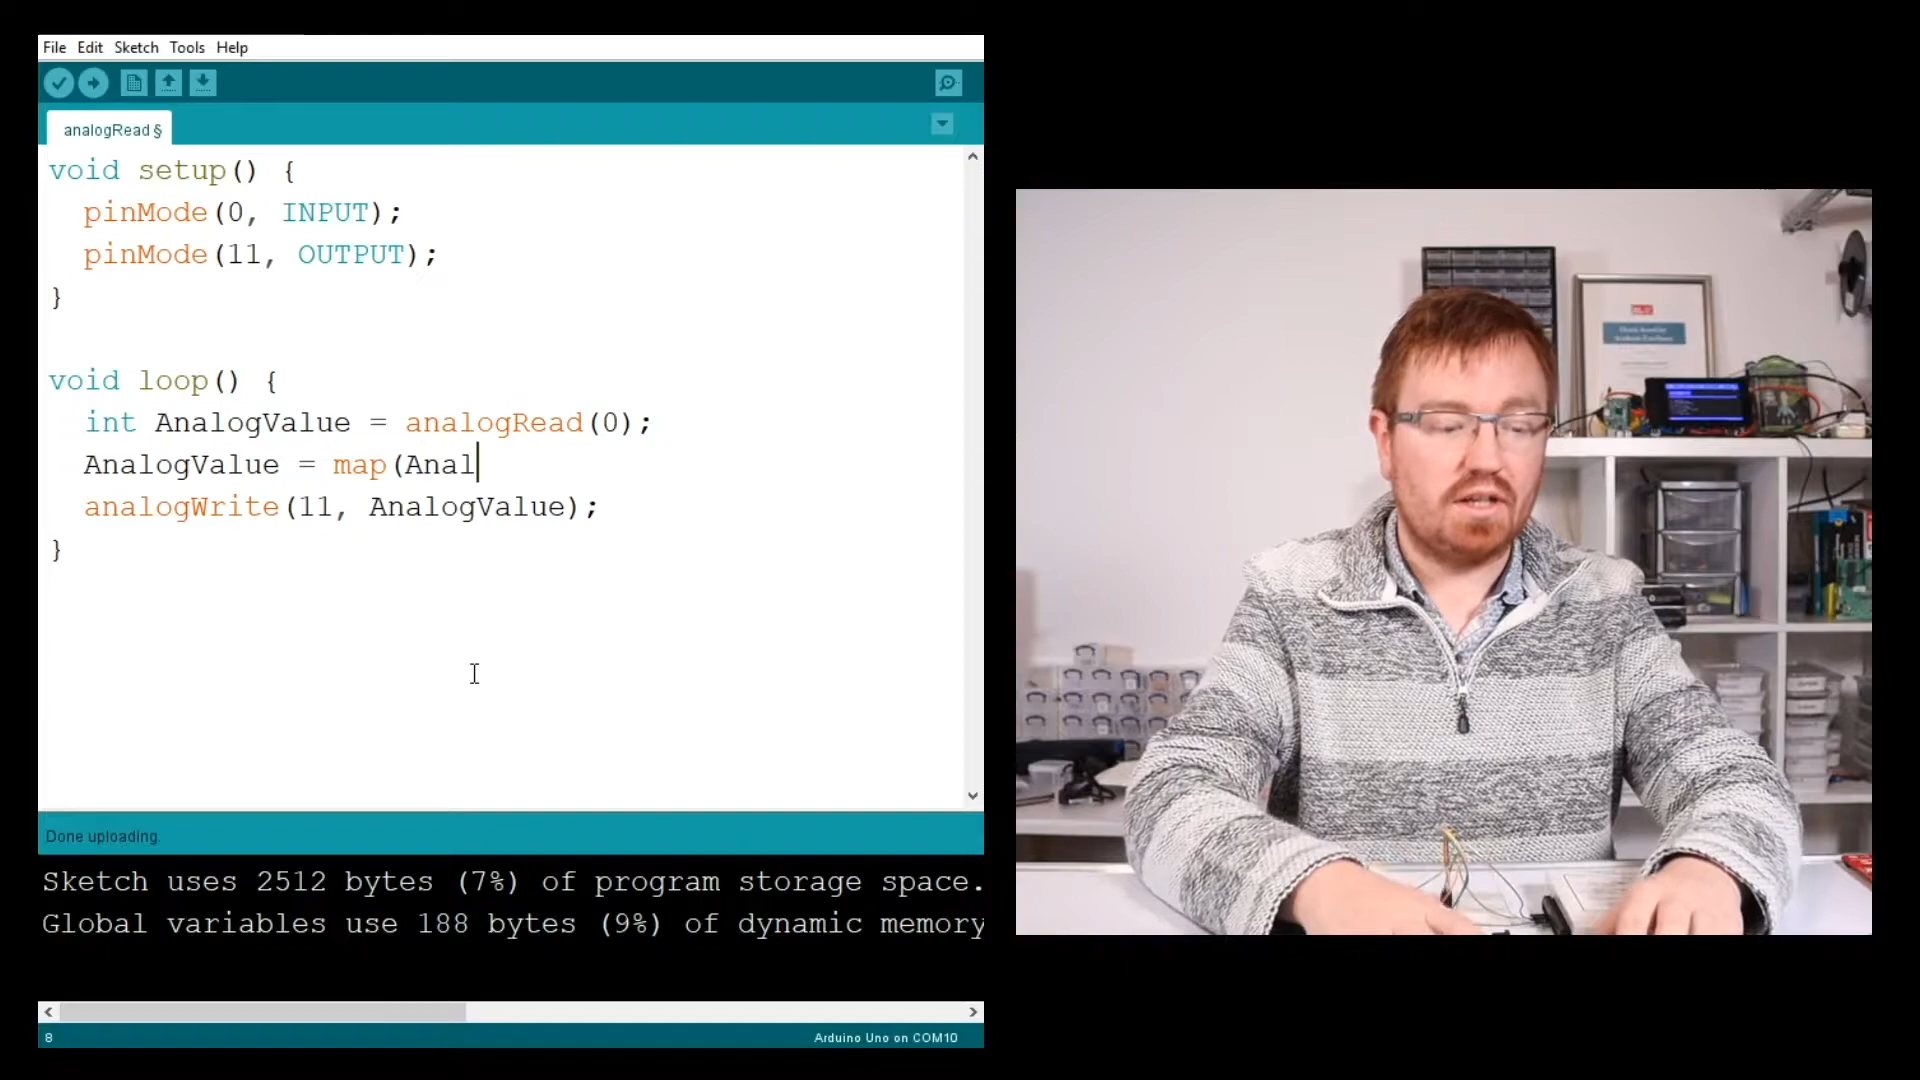 File Edit Sketch Tools Help
analogRead §
void setup() {
pinMode(0, INPUT);
pinMode(11, OUTPUT);
}
void loop() {
int AnalogValue = analogRead(0);
AnalogValue = map(Anal
analogWrite(11, AnalogValue);
}
Done uploading.
Sketch uses 2512 bytes (7%) of program storage space.
Global variables use 188 bytes (9%) of dynamic memory
8
Arduino Uno on COM10